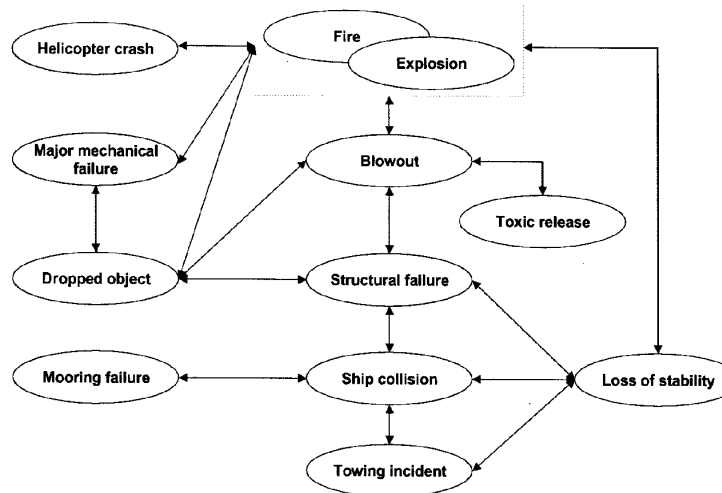 Helicopter crash
Fire
Explosion
Major mechanical
failure
Blowout
Toxic release
Dropped object
Structural failure
Mooring failure
Ship collision
Loss of stability
Towing incident